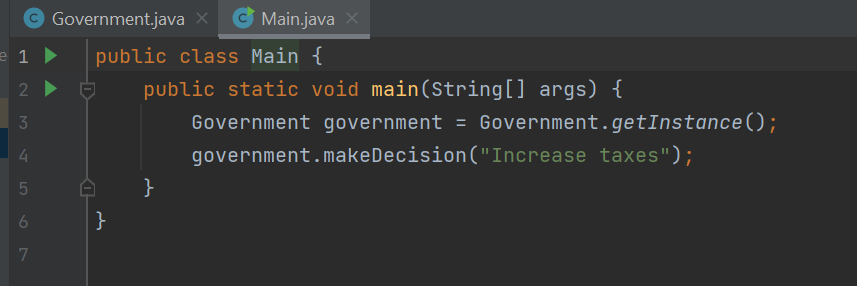 Government.java Main.java
1 public class Main {
2 public static void main(String[] args) {
3 Government government = Government.getInstance();
4 government.makeDecision("Increase taxes");
5 }
6 }
7